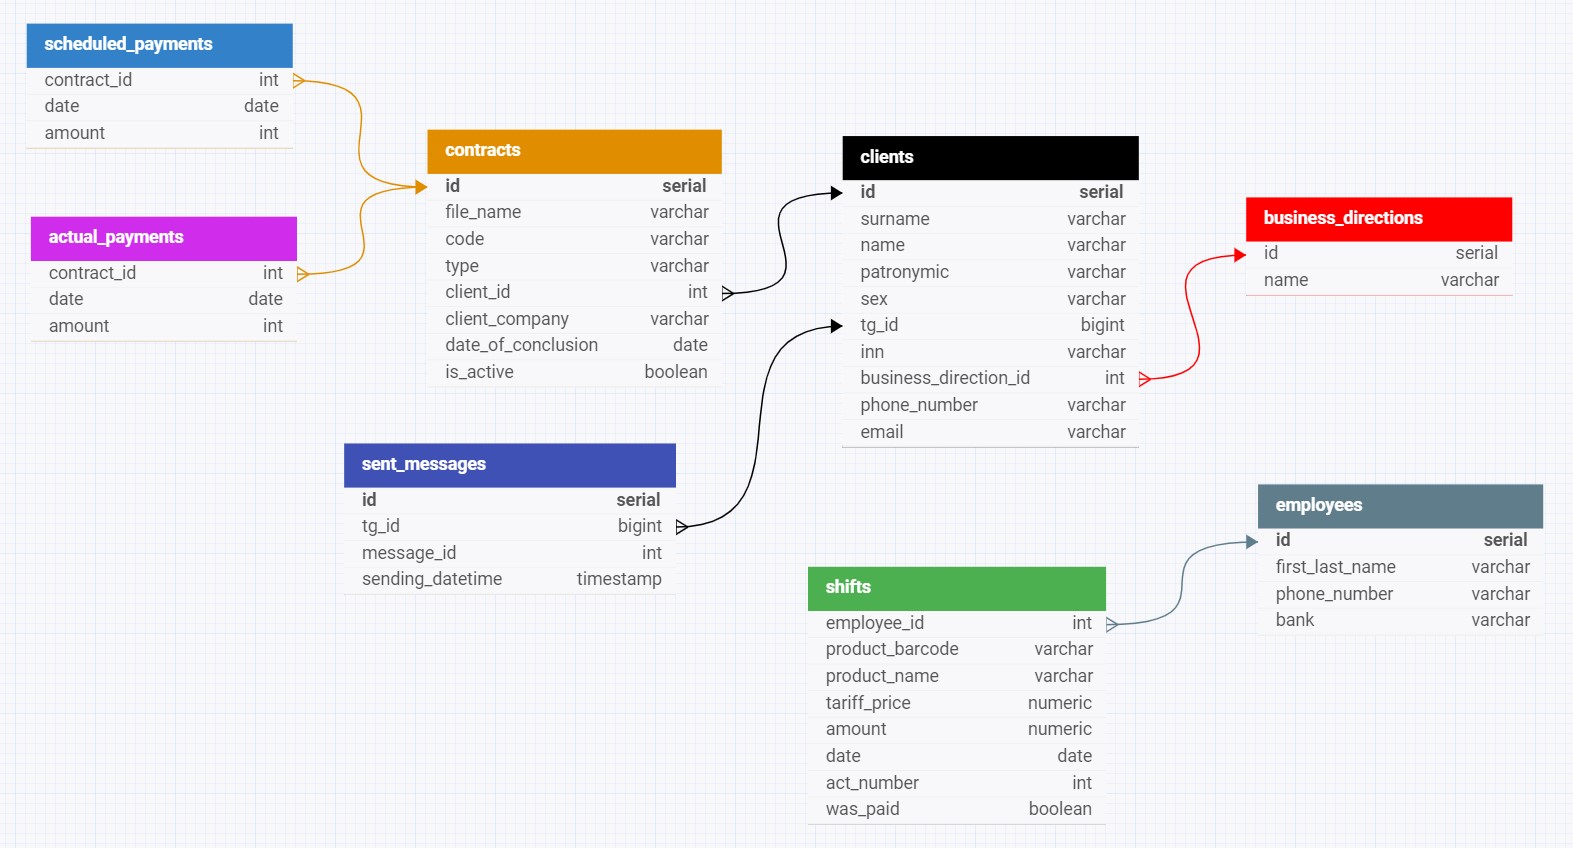 scheduled_payments
contract_id int
date date
amount int
actual_payments
contract_id int
date date
amount int
contracts
id serial
file_name varchar
code varchar
type varchar
client_id int
client_company varchar
date_of_conclusion date
is_active boolean
clients
id serial
surname varchar
name varchar
patronymic varchar
sex varchar
tg_id bigint
inn varchar
business_direction_id int
phone_number varchar
email varchar
business_directions
id serial
name varchar
sent_messages
id serial
tg_id bigint
message_id int
sending_datetime timestamp
employees
id serial
first_last_name varchar
phone_number varchar
bank varchar
shifts
employee_id int
product_barcode varchar
product_name varchar
tariff_price numeric
amount numeric
date date
act_number int
was_paid boolean